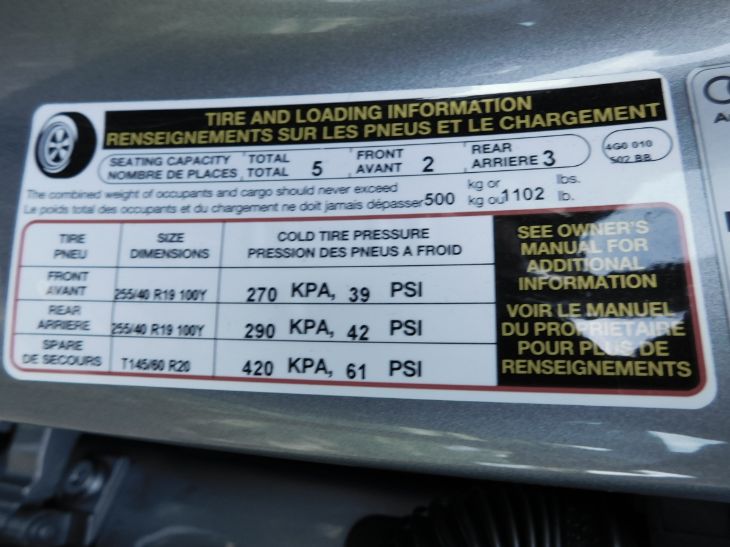 TIRE AND LOADING INFORMATION
RENSEIGNEMENTS SUR LES PNEUS ET LE CHARGEMENT
SEATING CAPACITY TOTAL 5 FRONT 2 REAR 3
NOMBRE DE PLACES TOTAL AVANT ARRIERE
4G0 010
502 BB
The combined weight of occupants and cargo should never exceed 500 kg or 1102 lbs.
Le poids total des occupants et du chargement ne doit jamais dépasser kg ou lb.
TIRE SIZE COLD TIRE PRESSURE
PNEU DIMENSIONS PRESSION DES PNEUS A FROID
FRONT
AVANT 255/40 R19 100Y 270 KPA, 39 PSI
REAR
ARRIERE 255/40 R19 100Y 290 KPA, 42 PSI
SPARE
DE SECOURS T145/60 R20 420 KPA, 61 PSI
SEE OWNER'S
MANUAL FOR
ADDITIONAL
INFORMATION
VOIR LE MANUEL
DU PROPRIETAIRE
POUR PLUS DE
RENSEIGNEMENTS